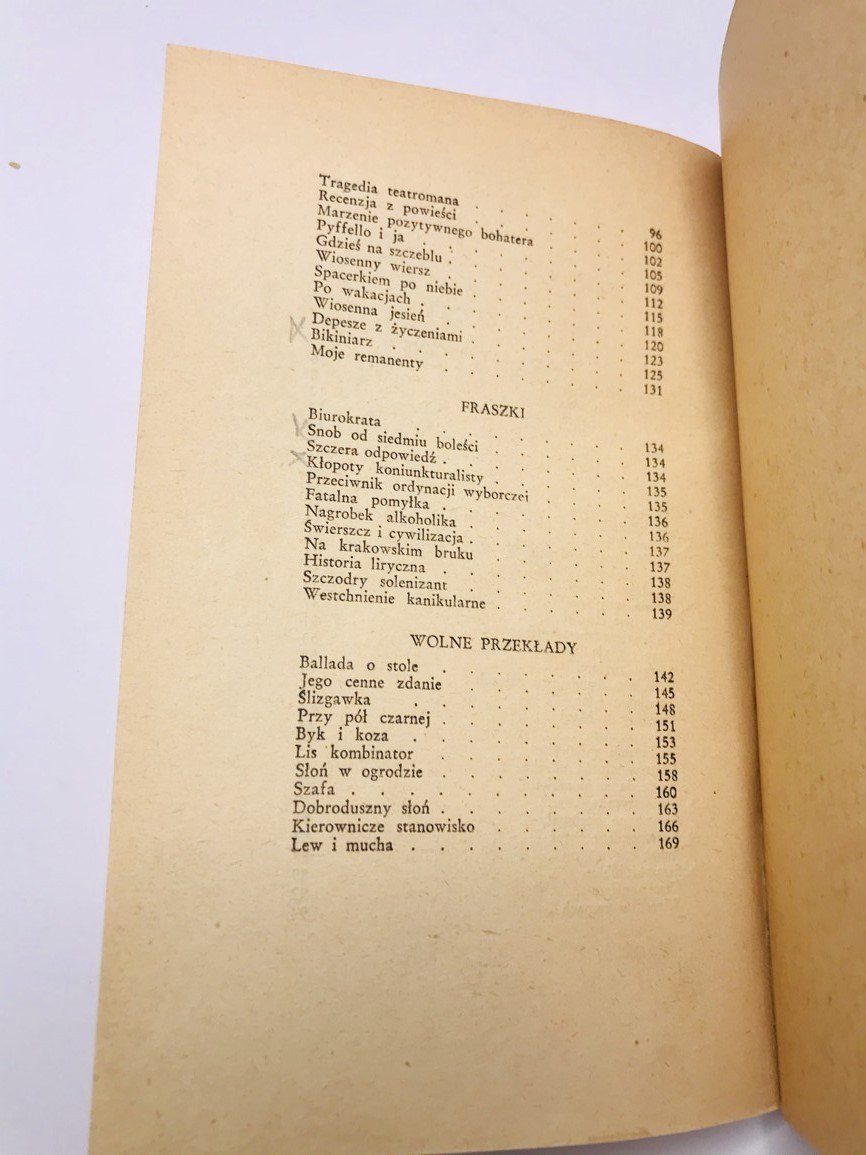 Tragedia teatromana . . . . . . . 96
Recenzja z powieści . . . . . . . 100
Marzenie pozytywnego bohatera . . . . 102
Pyffello i ja . . . . . . . . 105
Gdzieś na szczeblu . . . . . . . 109
Wiosenny wiersz . . . . . . . 112
Spacerkiem po niebie . . . . . . 115
Po wakacjach . . . . . . . . 118
Wiosenna jesień . . . . . . . 120
Depesze z życzeniami . . . . . . 123
Bikiniarz . . . . . . . . . 125
Moje remanenty . . . . . . . 131
FRASZKI
Biurokrata . . . . . . . . 134
Snob od siedmiu boleści . . . . . 134
Szczera odpowiedź . . . . . . . 134
Kłopoty koniunkturalisty . . . . . 135
Przeciwnik ordynacji wyborczej . . . . 135
Fatalna pomyłka . . . . . . . 136
Nagrobek alkoholika . . . . . . 136
Świerszcz i cywilizacja . . . . . . 137
Na krakowskim bruku . . . . . . 137
Historia liryczna . . . . . . . 138
Szczodry solenizant . . . . . . 138
Westchnienie kanikularne . . . . . 139
WOLNE PRZEKŁADY
Ballada o stole . . . . . . . 142
Jego cenne zdanie . . . . . . 145
Ślizgawka . . . . . . . . 148
Przy pół czarnej . . . . . . . 151
Byk i koza . . . . . . . . 153
Lis kombinator . . . . . . . 155
Słoń w ogrodzie . . . . . . . 158
Szafa . . . . . . . . . . 160
Dobroduszny słoń . . . . . . . 163
Kierownicze stanowisko . . . . . 166
Lew i mucha . . . . . . . . 169